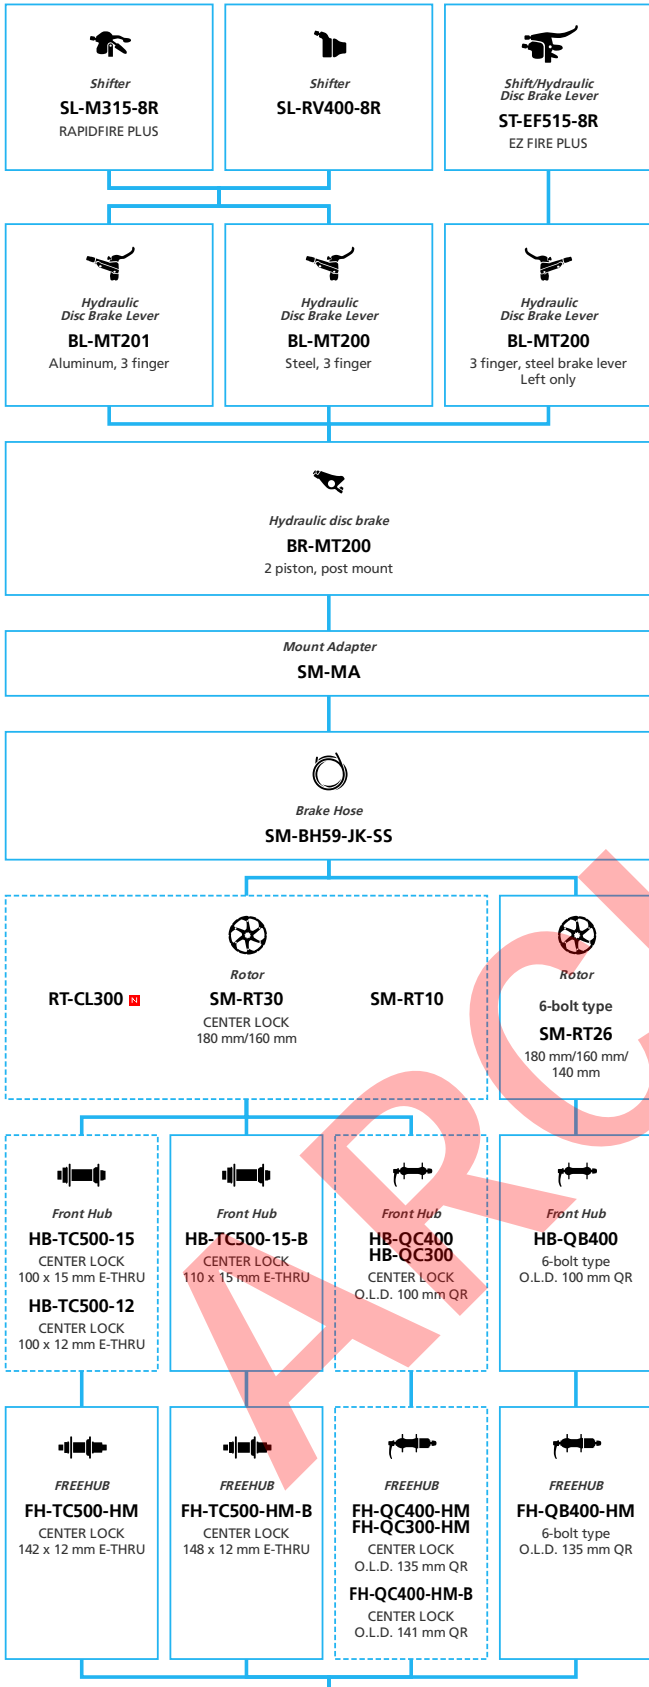 Shifter
SL-M315-8R
RAPIDFIRE PLUS
Shifter
SL-RV400-8R
Shift/Hydraulic
Disc Brake Lever
ST-EF515-8R
EZ FIRE PLUS
Hydraulic
Disc Brake Lever
BL-MT201
Aluminum, 3 finger
Hydraulic
Disc Brake Lever
BL-MT200
Steel, 3 finger
Hydraulic
Disc Brake Lever
BL-MT200
3 finger, steel brake lever
Left only
Hydraulic disc brake
BR-MT200
2 piston, post mount
Mount Adapter
SM-MA
Brake Hose
SM-BH59-JK-SS
RT-CL300 N
Rotor
SM-RT30
CENTER LOCK
180 mm/160 mm
SM-RT10
Rotor
6-bolt type
SM-RT26
180 mm/160 mm/
140 mm
Front Hub
HB-TC500-15
CENTER LOCK
100 x 15 mm E-THRU
HB-TC500-12
CENTER LOCK
100 x 12 mm E-THRU
Front Hub
HB-TC500-15-B
CENTER LOCK
110 x 15 mm E-THRU
Front Hub
HB-QC400
HB-QC300
CENTER LOCK
O.L.D. 100 mm QR
Front Hub
HB-QB400
6-bolt type
O.L.D. 100 mm QR
FREEHUB
FH-TC500-HM
CENTER LOCK
142 x 12 mm E-THRU
FREEHUB
FH-TC500-HM-B
CENTER LOCK
148 x 12 mm E-THRU
FREEHUB
FH-QC400-HM
FH-QC300-HM
CENTER LOCK
O.L.D. 135 mm QR
FH-QC400-HM-B
CENTER LOCK
O.L.D. 141 mm QR
FREEHUB
FH-QB400-HM
6-bolt type
O.L.D. 135 mm QR